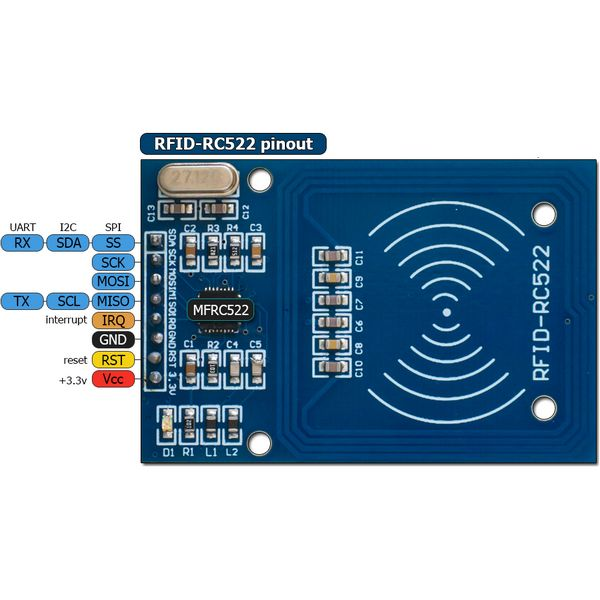 RFID-RC522 pinout
27.120
C13
C12
UART I2C SPI
RX SDA SS
SCK
MOSI
TX SCL MISO
interrupt IRQ
GND
reset RST
+3.3v Vcc
SDA SCK MOSI MISO IRQ GND RST 3.3V
C2 R3 R4 C3
MFRC522
C1 R2 C4 C5
D1 R1 L1 L2
C11
C9
C7
C6
C8
C10
RFID-RC522